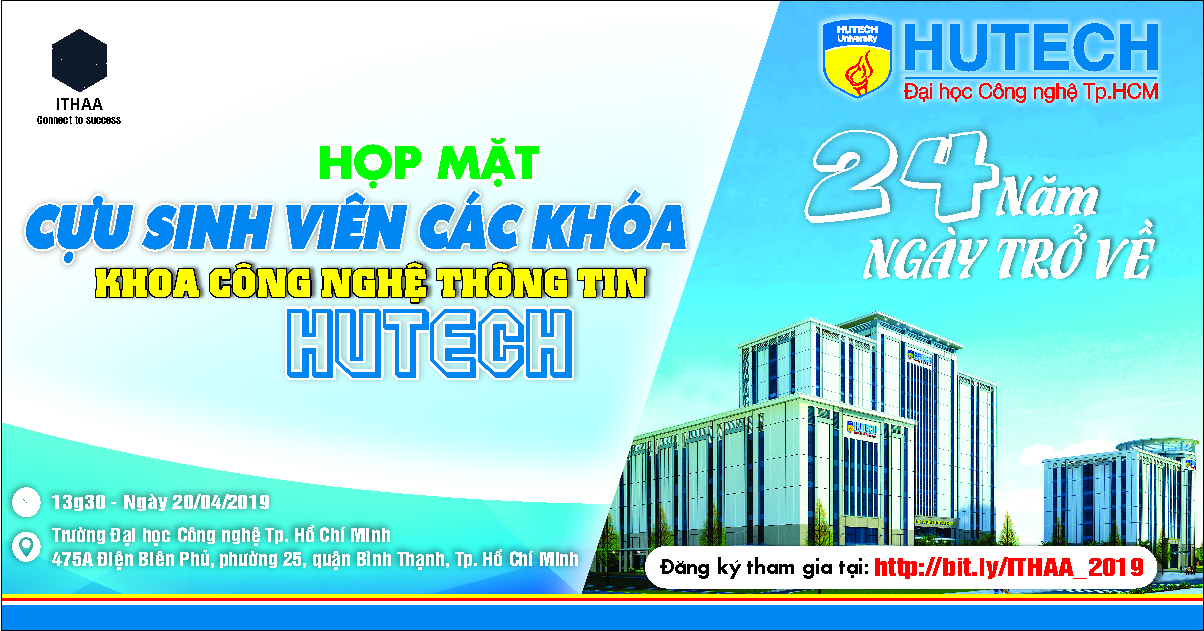 ITHAA
Connect to success
HỌP MẶT
CỰU SINH VIÊN CÁC KHÓA
KHOA CÔNG NGHỆ THÔNG TIN
HUTECH
13g30 - Ngày 20/04/2019
Trường Đại học Công nghệ Tp. Hồ Chí Minh
475A Điện Biên Phủ, phường 25, quận Bình Thạnh, Tp. Hồ Chí Minh
HUTECH
University
HUTECH
Đại học Công nghệ Tp.HCM
24 Năm
NGÀY TRỞ VỀ
HUTECH
HUTECH
Đăng ký tham gia tại: http://bit.ly/ITHAA_2019